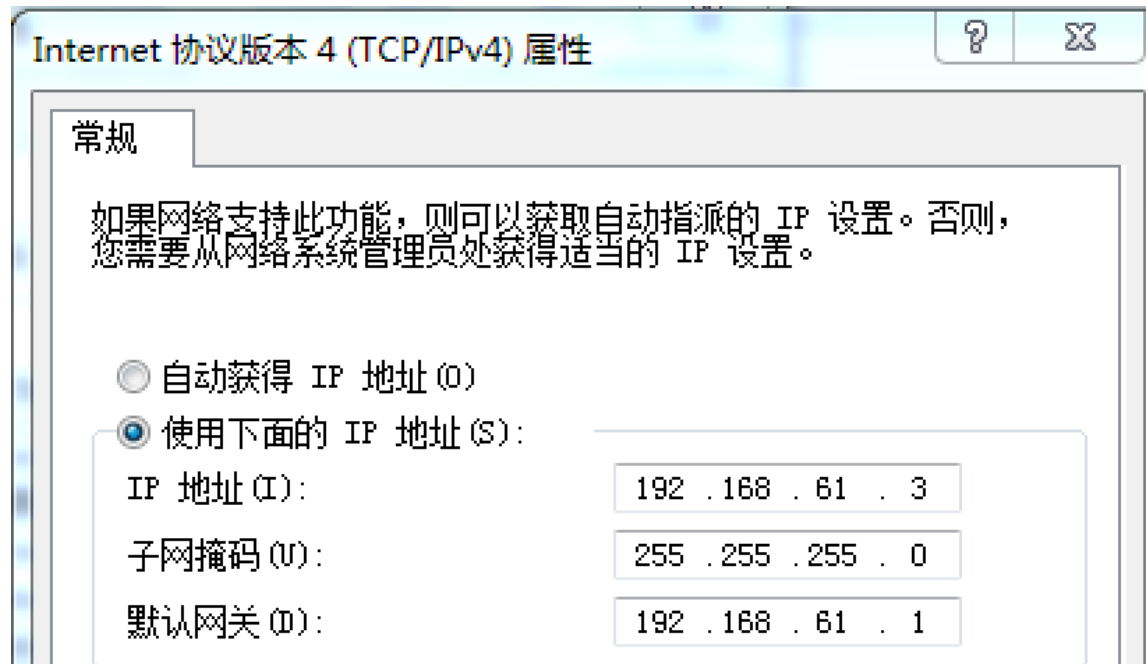 Internet 协议版本 4 (TCP/IPv4) 属性
常规
如果网络支持此功能，则可以获取自动指派的 IP 设置。否则，
您需要从网络系统管理员处获得适当的 IP 设置。
自动获得 IP 地址(O)
使用下面的 IP 地址(S):
IP 地址(I): 192 .168 . 61 . 3
子网掩码(U): 255 .255 .255 . 0
默认网关(D): 192 .168 . 61 . 1